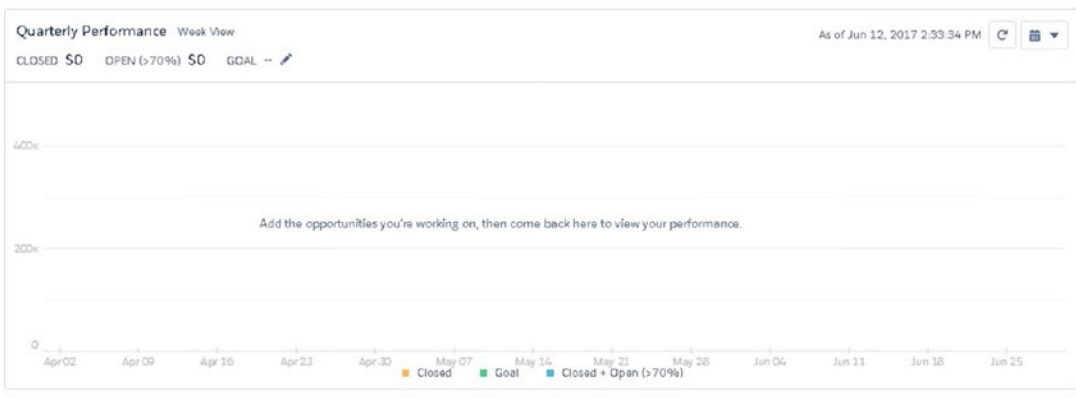 Quarterly Performance Week View
As of Jun 12, 2017 2:33:34 PM
CLOSED $0 OPEN (>70%) $0 GOAL --
400K
Add the opportunities you're working on, then come back here to view your performance.
200K
0
Apr 02 Apr 09 Apr 16 Apr 23 Apr 30 May 07 May 14 May 21 May 28 Jun 04 Jun 11 Jun 18 Jun 25
Closed Goal Closed + Open (>70%)